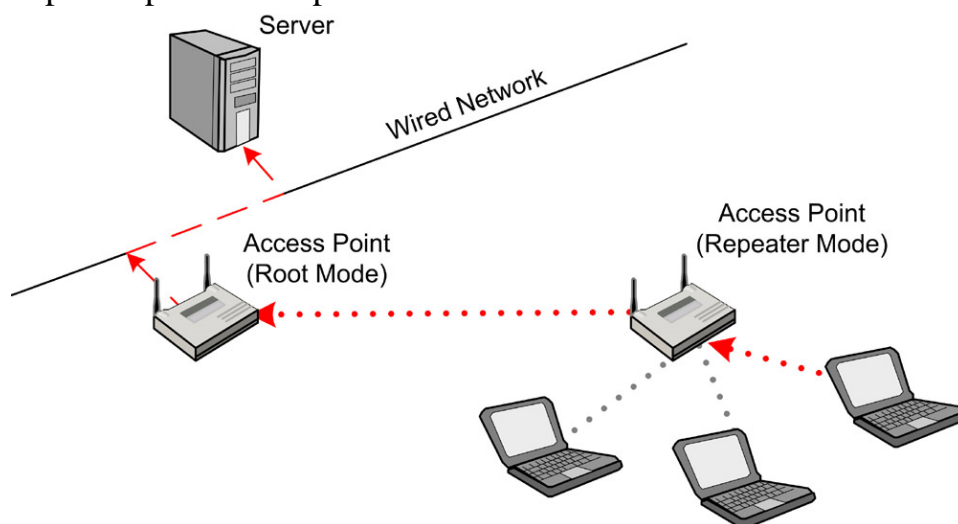 Server
Wired Network
Access Point
(Root Mode)
Access Point
(Repeater Mode)